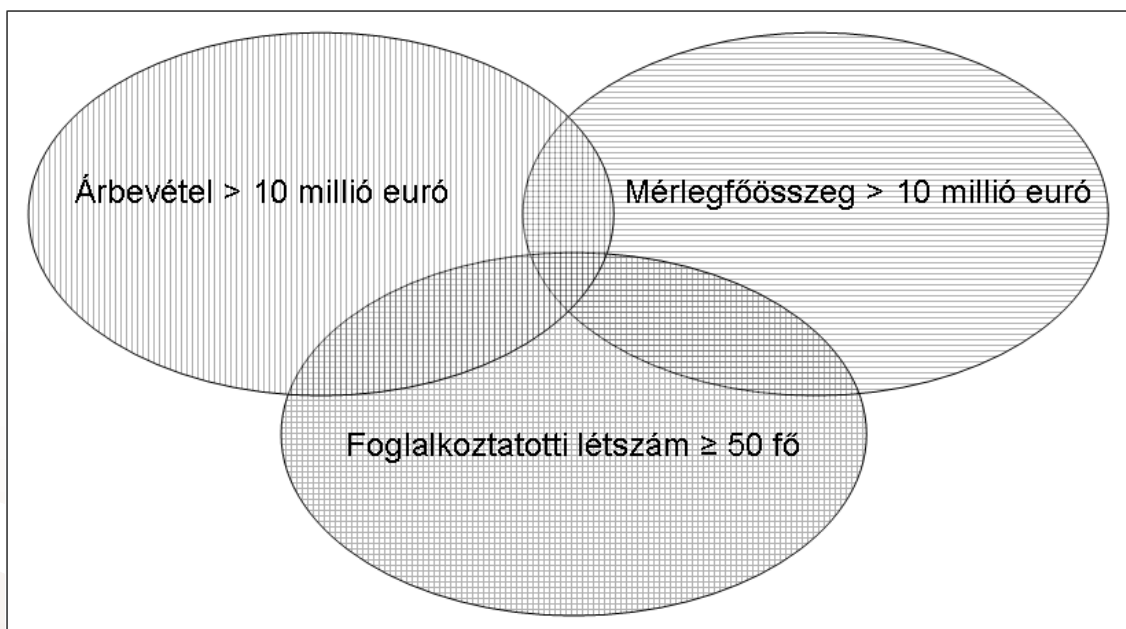 Árbevétel > 10 millió euró
Mérlegfőösszeg > 10 millió euró
Foglalkoztatotti létszám ≥ 50 fő